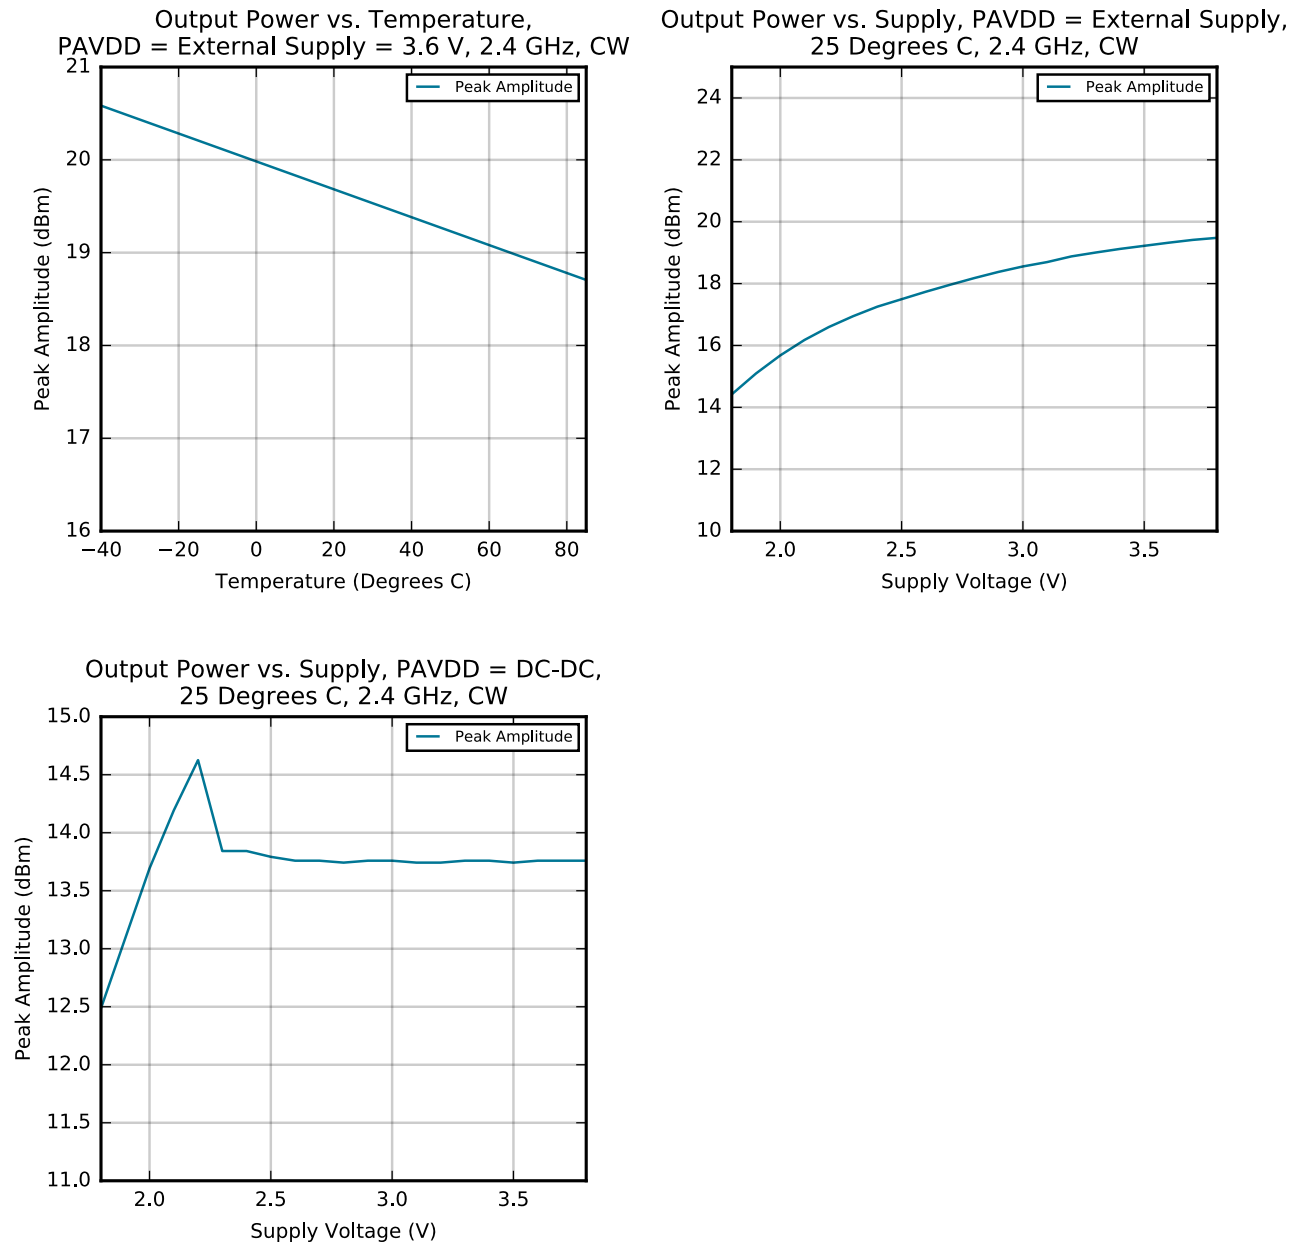 Output Power vs. Temperature,
PAVDD = External Supply = 3.6 V, 2.4 GHz, CW
Peak Amplitude
21
20
19
18
17
16
Peak Amplitude (dBm)
−40 −20 0 20 40 60 80
Temperature (Degrees C)
Output Power vs. Supply, PAVDD = External Supply,
25 Degrees C, 2.4 GHz, CW
Peak Amplitude
24
22
20
18
16
14
12
10
Peak Amplitude (dBm)
2.0 2.5 3.0 3.5
Supply Voltage (V)
Output Power vs. Supply, PAVDD = DC-DC,
25 Degrees C, 2.4 GHz, CW
Peak Amplitude
15.0
14.5
14.0
13.5
13.0
12.5
12.0
11.5
11.0
Peak Amplitude (dBm)
2.0 2.5 3.0 3.5
Supply Voltage (V)